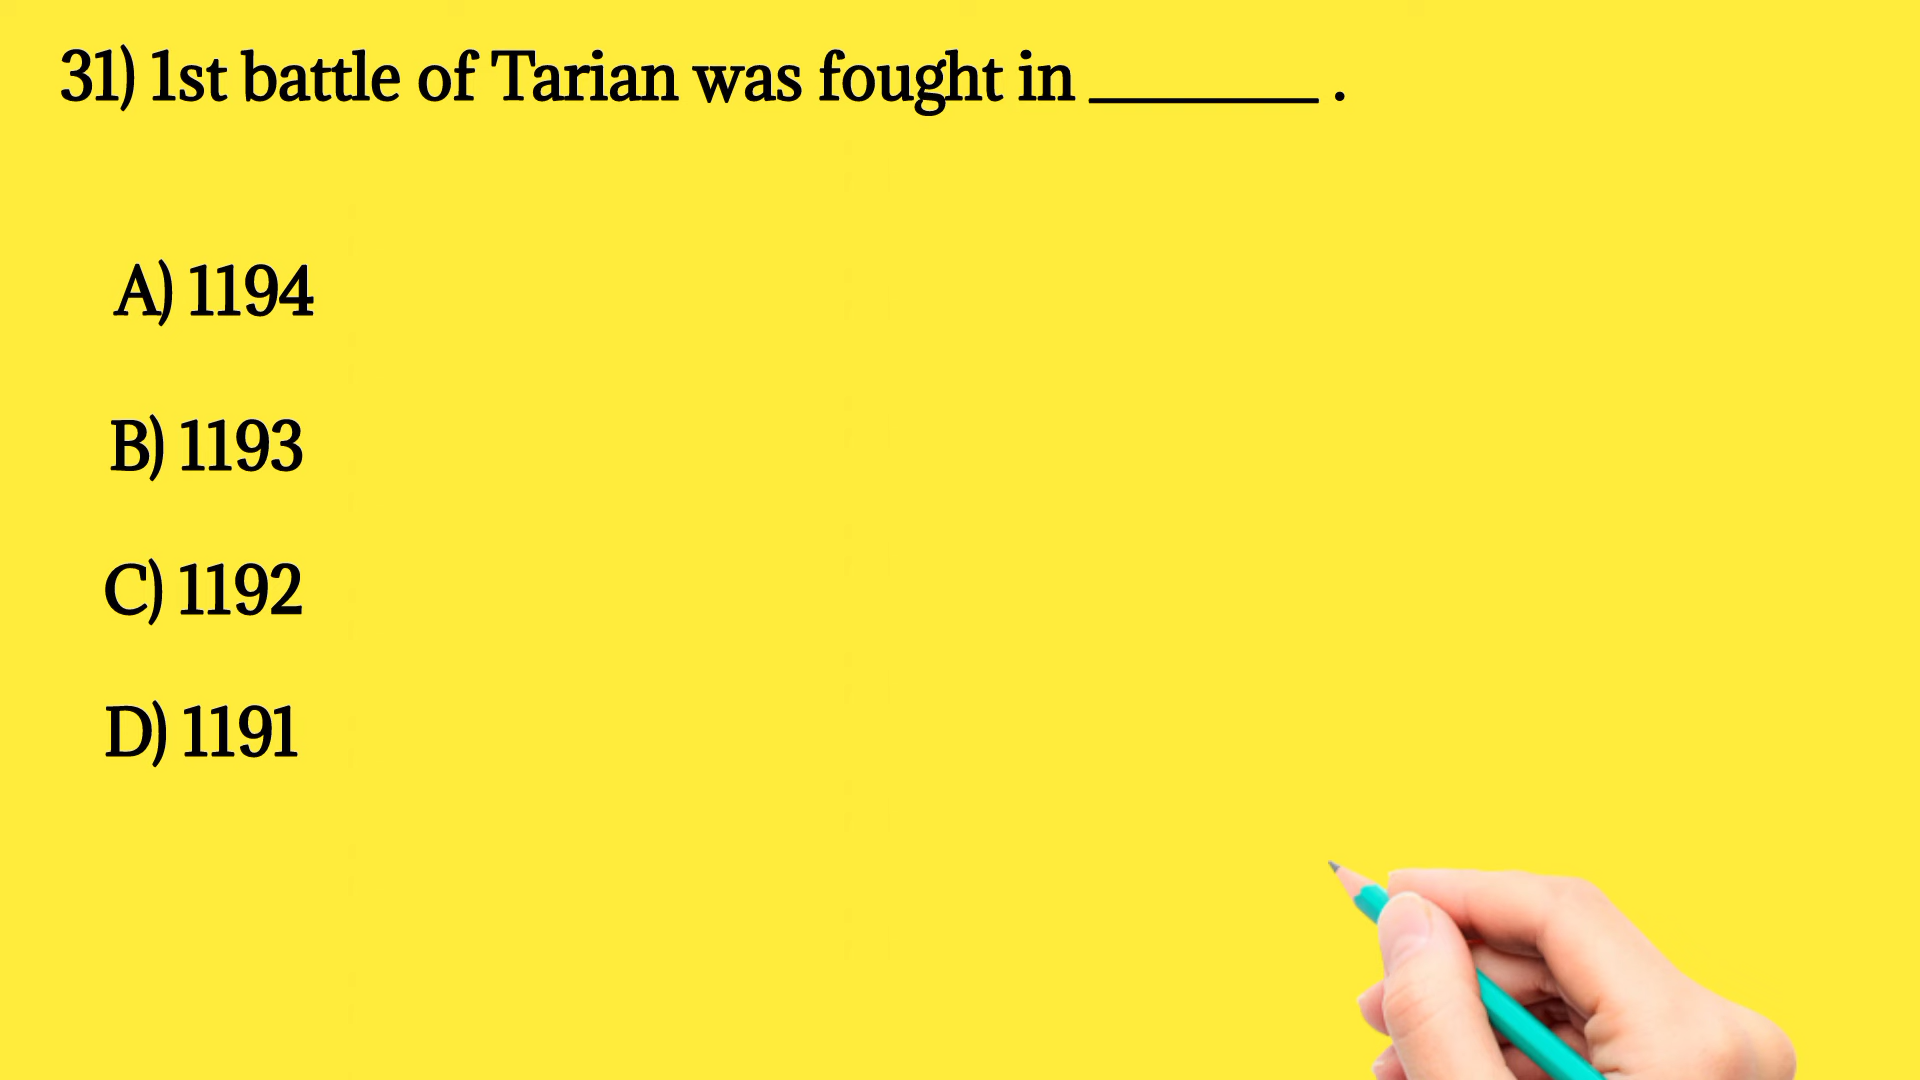 31) 1st battle of Tarian was fought in ________ .
A) 1194
B) 1193
C) 1192
D) 1191